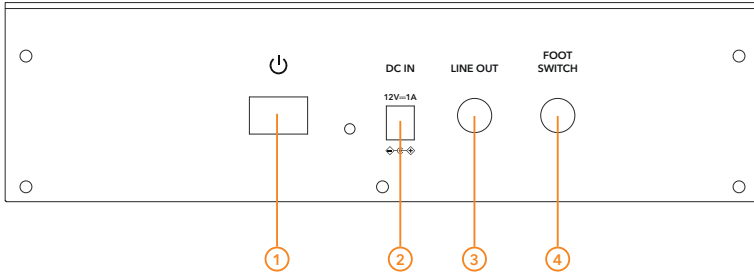 DC IN
LINE OUT
FOOT
SWITCH
12V⎓1A
1
2
3
4